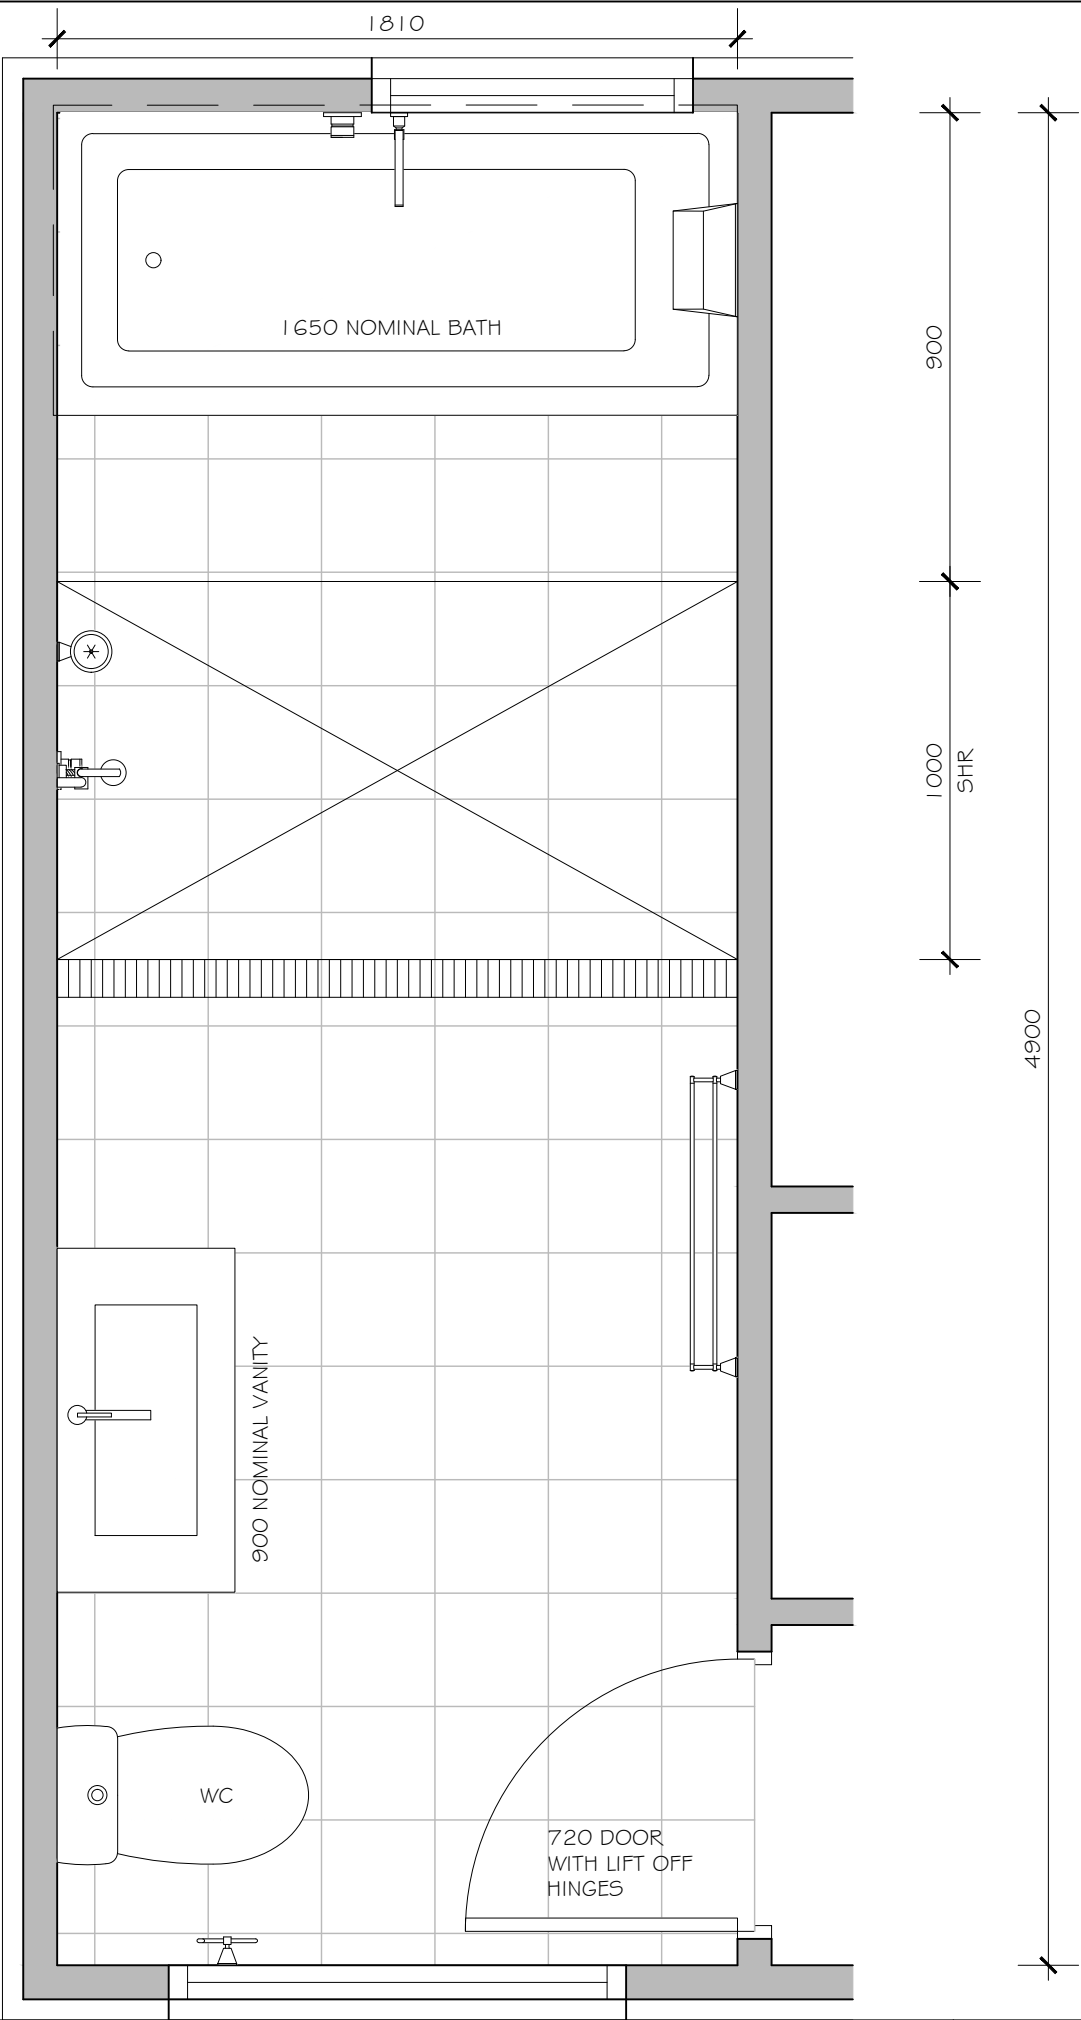 1810
1650 NOMINAL BATH
900
1000
SHR
4900
900 NOMINAL VANITY
WC
720 DOOR
WITH LIFT OFF
HINGES